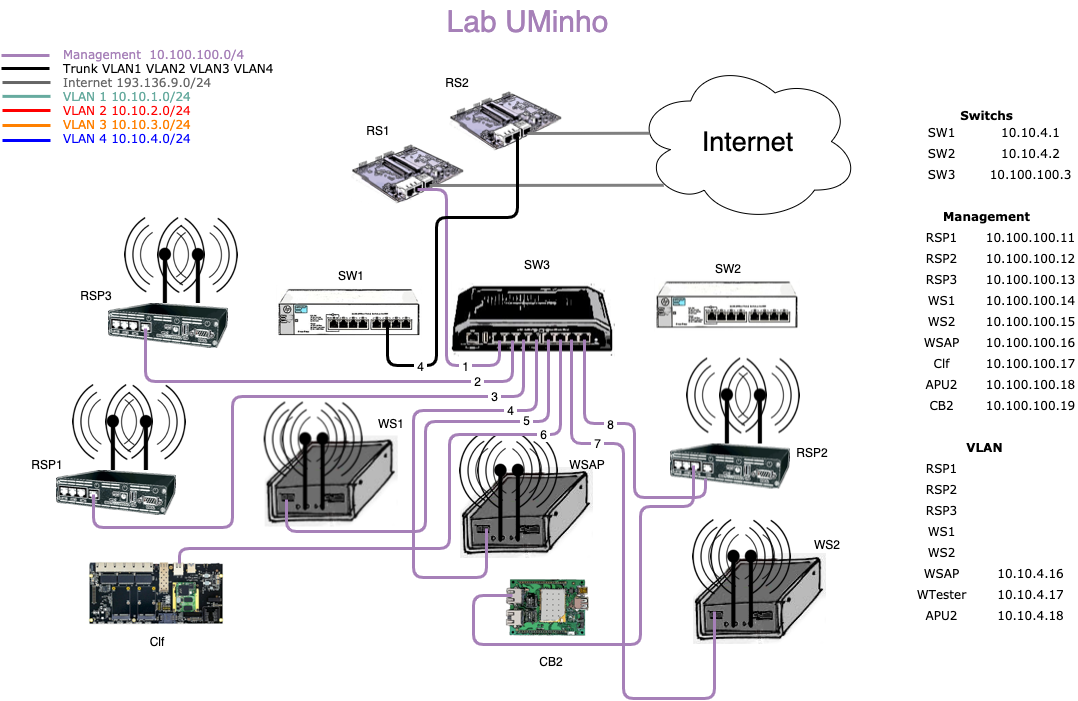 Lab UMinho
Management 10.100.100.0/4
Trunk VLAN1 VLAN2 VLAN3 VLAN4
Internet 193.136.9.0/24
VLAN 1 10.10.1.0/24
VLAN 2 10.10.2.0/24
VLAN 3 10.10.3.0/24
VLAN 4 10.10.4.0/24
RS2
RS1
Internet
RSP3
SW1
SW3
SW2
4
1
2
3
4
5
6
7
8
RSP1
WS1
WSAP
RSP2
WS2
Clf
CB2
Switchs
SW1 10.10.4.1
SW2 10.10.4.2
SW3 10.100.100.3
Management
RSP1 10.100.100.11
RSP2 10.100.100.12
RSP3 10.100.100.13
WS1 10.100.100.14
WS2 10.100.100.15
WSAP 10.100.100.16
Clf 10.100.100.17
APU2 10.100.100.18
CB2 10.100.100.19
VLAN
RSP1
RSP2
RSP3
WS1
WS2
WSAP 10.10.4.16
WTester 10.10.4.17
APU2 10.10.4.18